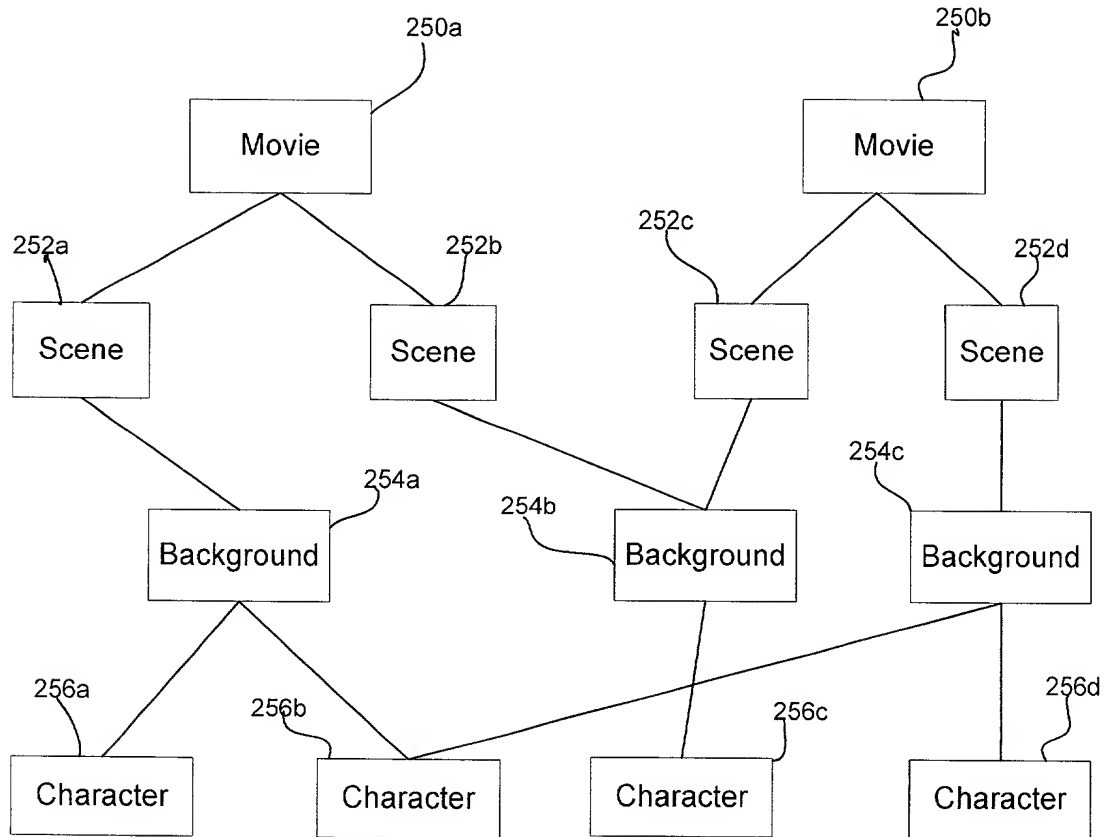 250a
250b
Movie
Movie
252a
252b
252c
252d
Scene
Scene
Scene
Scene
254a
254b
254c
Background
Background
Background
256a
256b
256c
256d
Character
Character
Character
Character